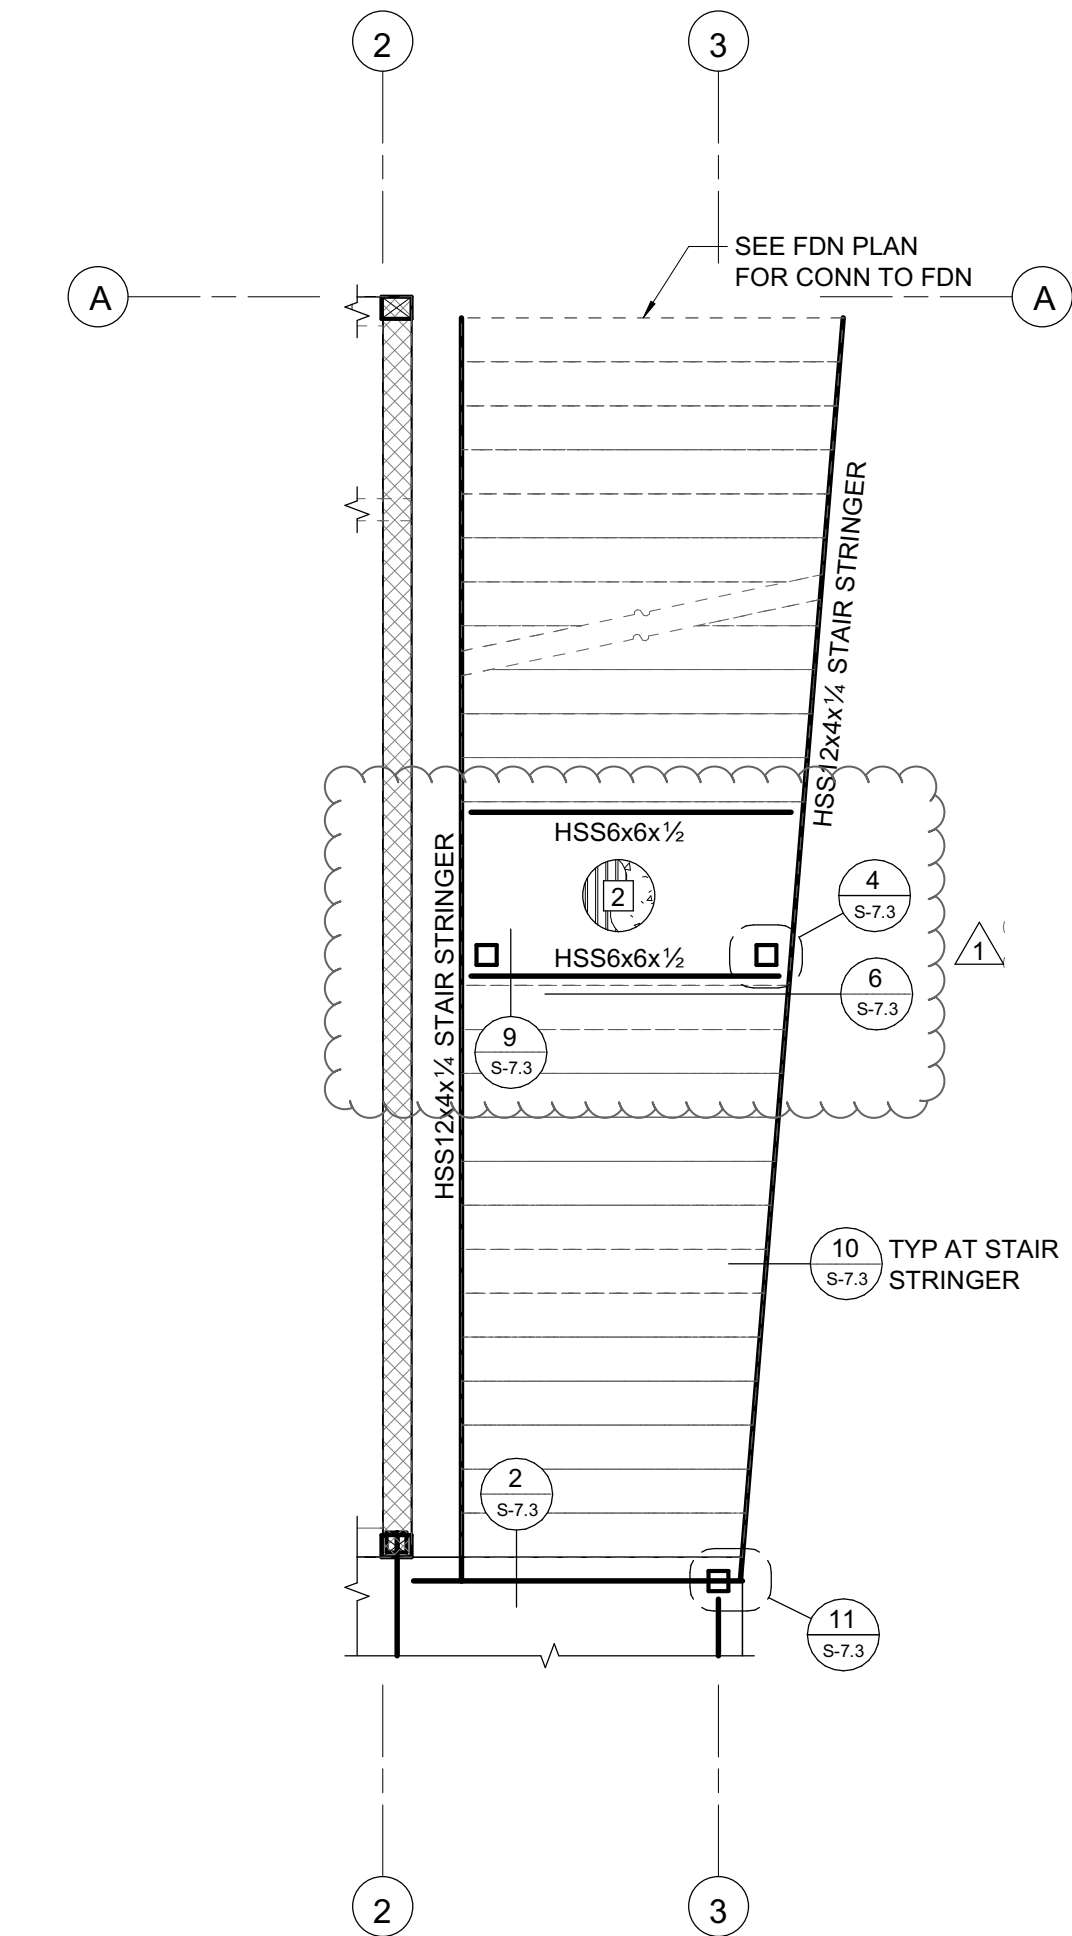 2
3
SEE FDN PLAN
FOR CONN TO FDN
A
A
HSS12x4x¼ STAIR STRINGER
HSS6x6x½
HSS12x4x¼ STAIR STRINGER
2
4
S-7.3
HSS6x6x½
1
6
S-7.3
9
S-7.3
10
S-7.3
TYP AT STAIR
STRINGER
2
S-7.3
11
S-7.3
2
3